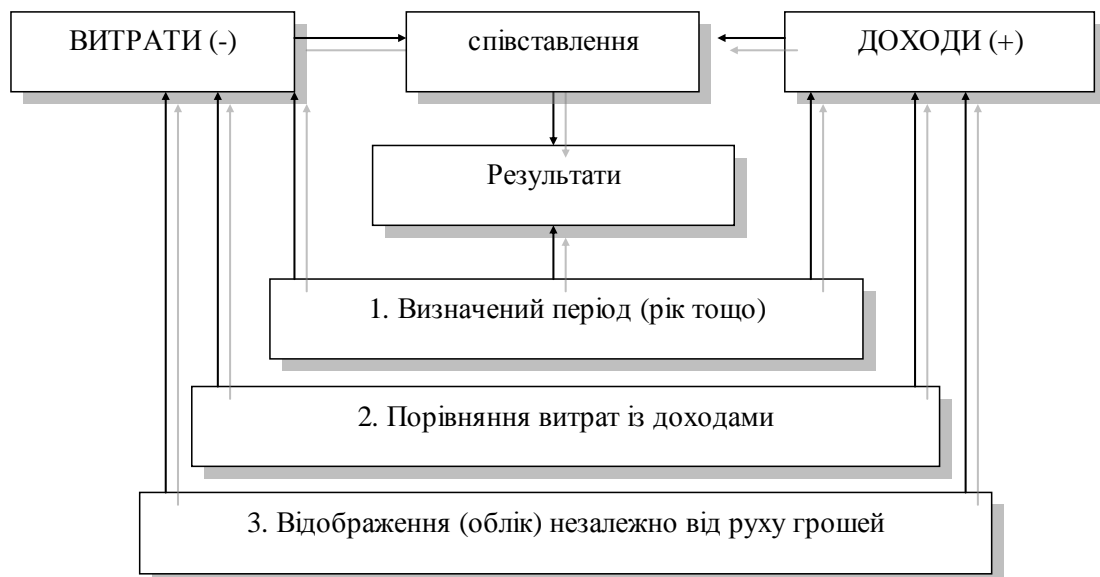 ВИТРАТИ (-)
співставлення
ДОХОДИ (+)
Результати
1. Визначений період (рік тощо)
2. Порівняння витрат із доходами
3. Відображення (облік) незалежно від руху грошей